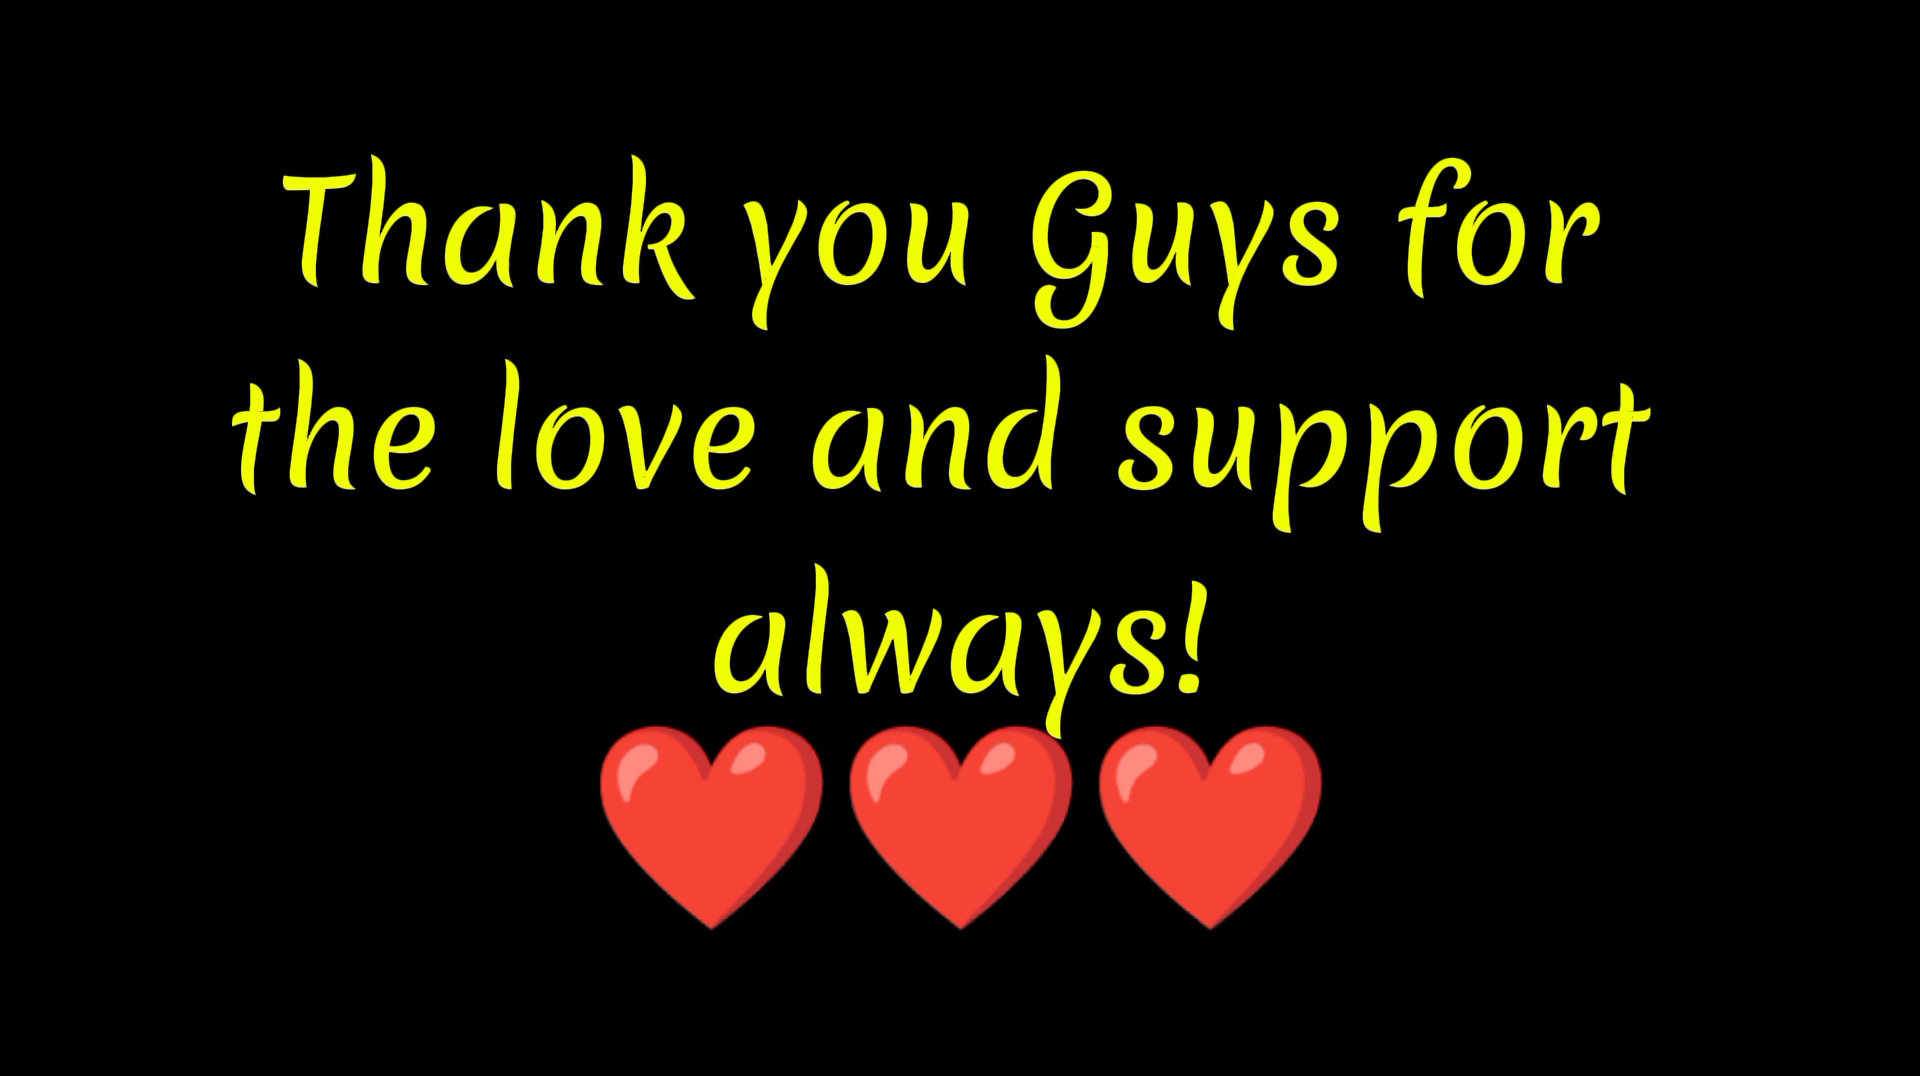 Thank you Guys for
the love and support
always!
❤️❤️❤️